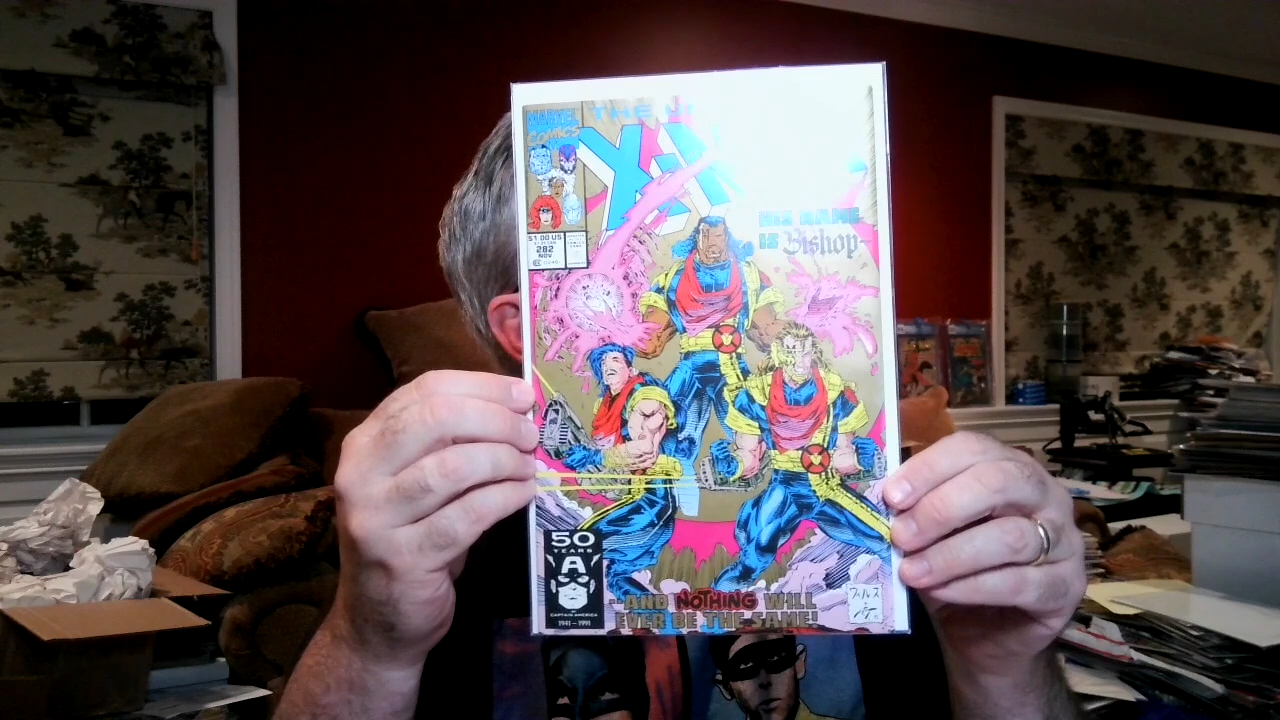 MARVEL
COMICS
THE
X-
$1.00 US
282
NOV
HIS NAME
IS Bishop--
50
YEARS
A
CAPTAIN AMERICA
1941-1991
--AND NOTHING WILL
EVER BE THE SAME!